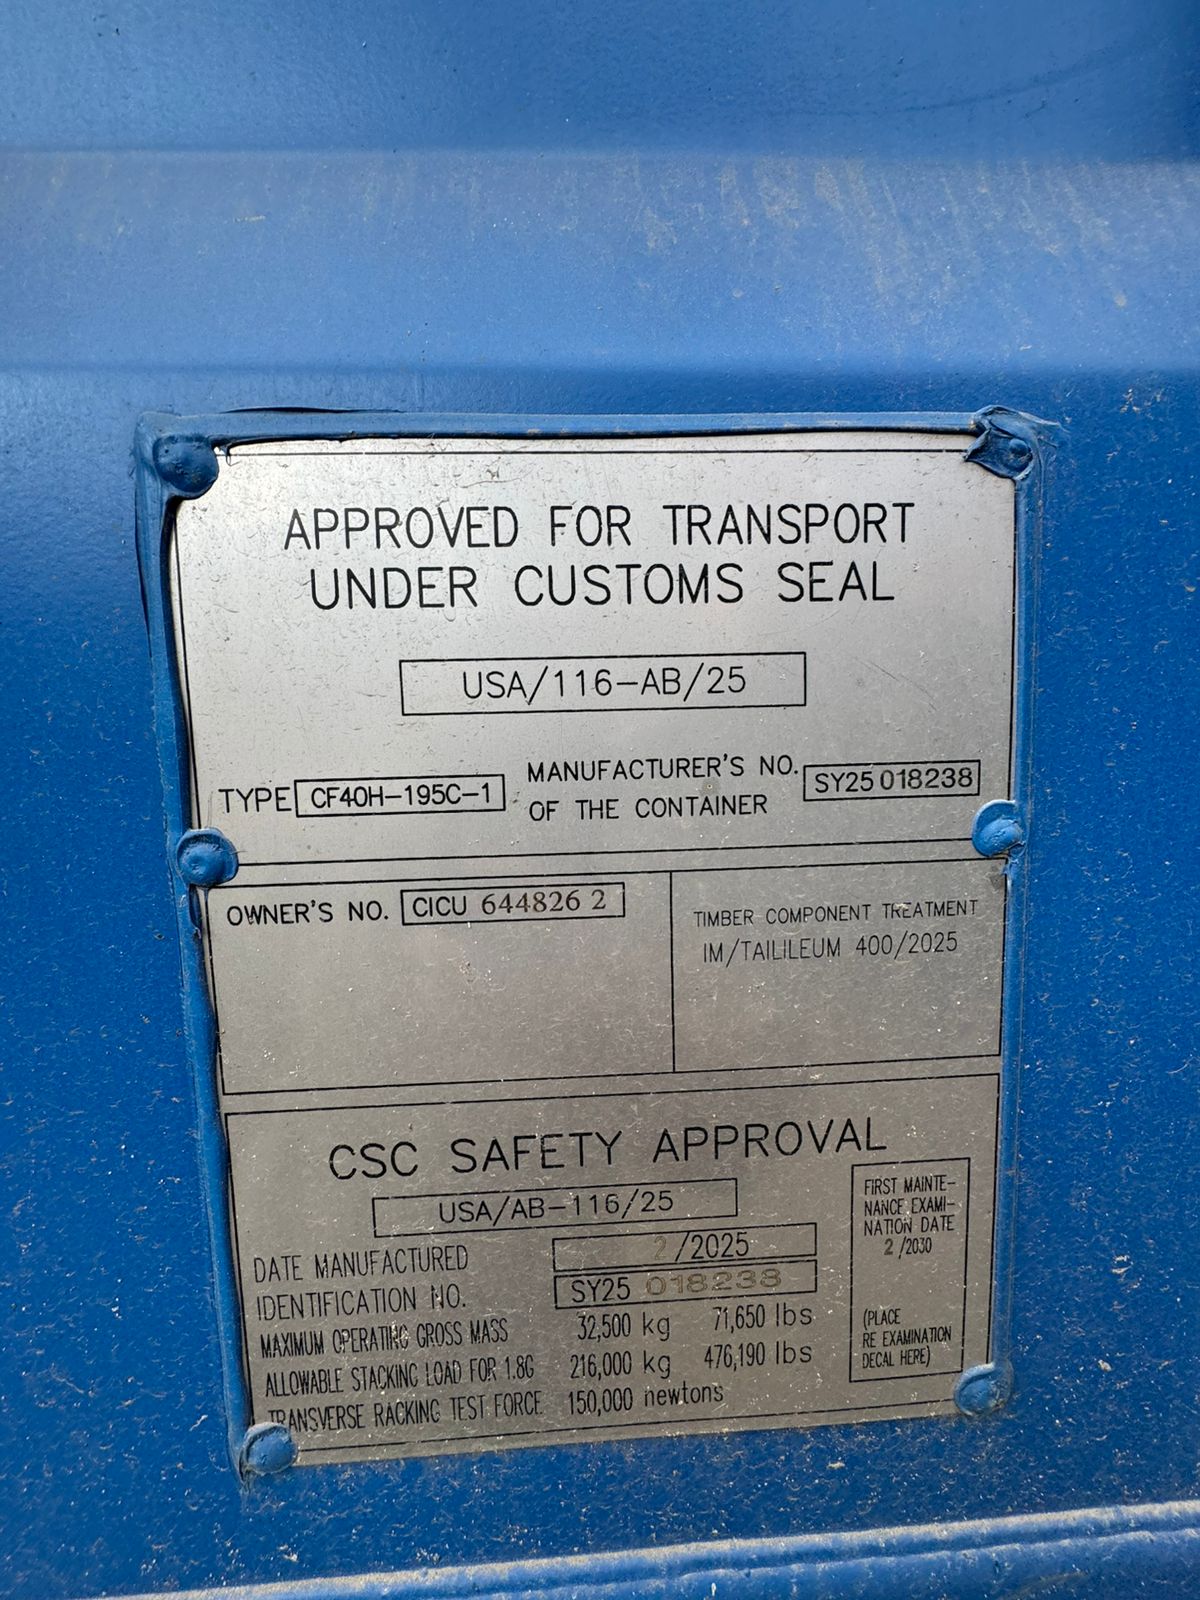 APPROVED FOR TRANSPORT
UNDER CUSTOMS SEAL
USA/116-AB/25
TYPE CF40H-195C-1
MANUFACTURER'S NO.
OF THE CONTAINER
SY25 018238
OWNER'S NO. CICU 644826 2
TIMBER COMPONENT TREATMENT
IM/TAILILEUM 400/2025
CSC SAFETY APPROVAL
USA/AB-116/25
DATE MANUFACTURED 2/2025
IDENTIFICATION NO. SY25 018238
MAXIMUM OPERATING GROSS MASS 32,500 kg 71,650 lbs
ALLOWABLE STACKING LOAD FOR 1.8G 216,000 kg 476,190 lbs
TRANSVERSE RACKING TEST FORCE 150,000 newtons
FIRST MAINTE-
NANCE EXAMI-
NATION DATE
2 /2030
(PLACE
RE EXAMINATION
DECAL HERE)